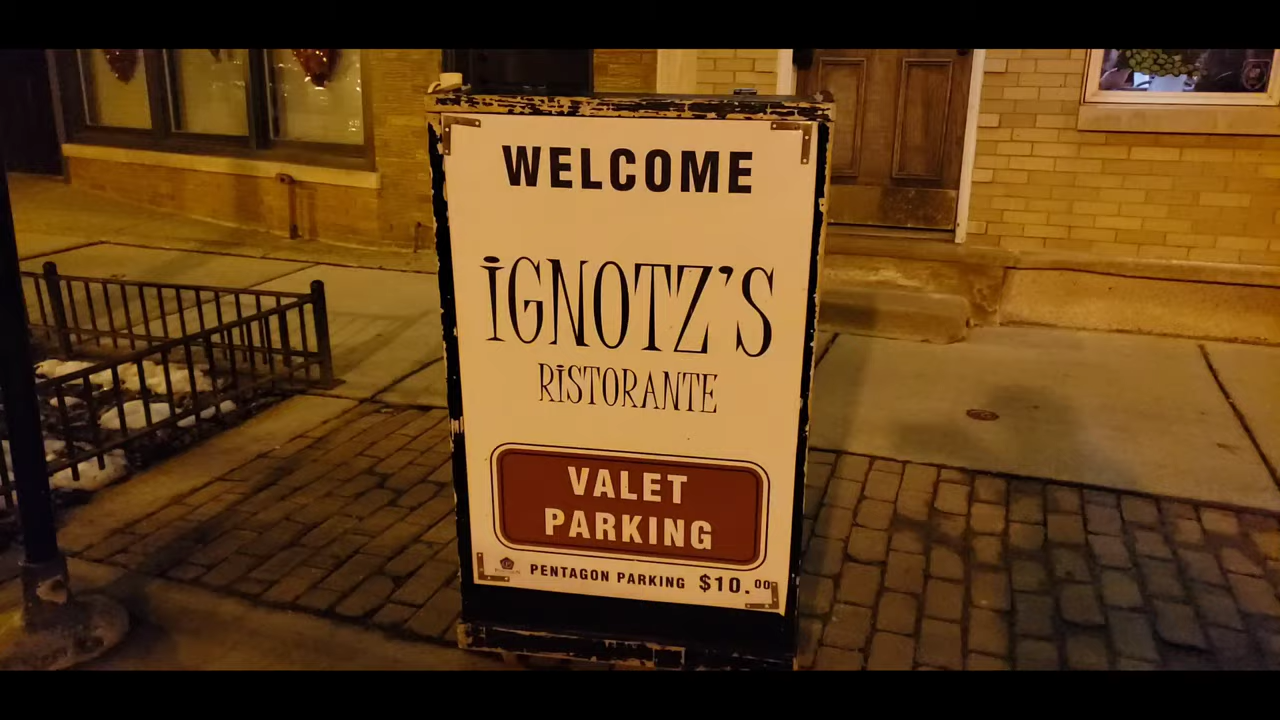 WELCOME
iGNOTZ'S
RiSTORANTE
VALET
PARKING
PENTAGON PARKING $10.00